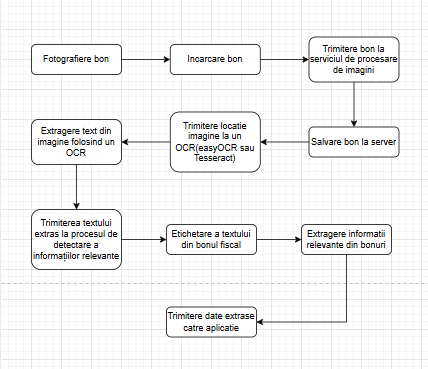 Fotografiere bon
Incarcare bon
Trimitere bon la
serviciul de procesare
de imagini
Salvare bon la server
Trimitere locatie
imagine la un
OCR(easyOCR sau
Tesseract)
Extragere text din
imagine folosind un
OCR
Trimiterea textului
extras la procesul de
detectare a
informațiilor relevante
Etichetare a textului
din bonul fiscal
Extragere informatii
relevante din bonuri
Trimitere date extrase
catre aplicatie